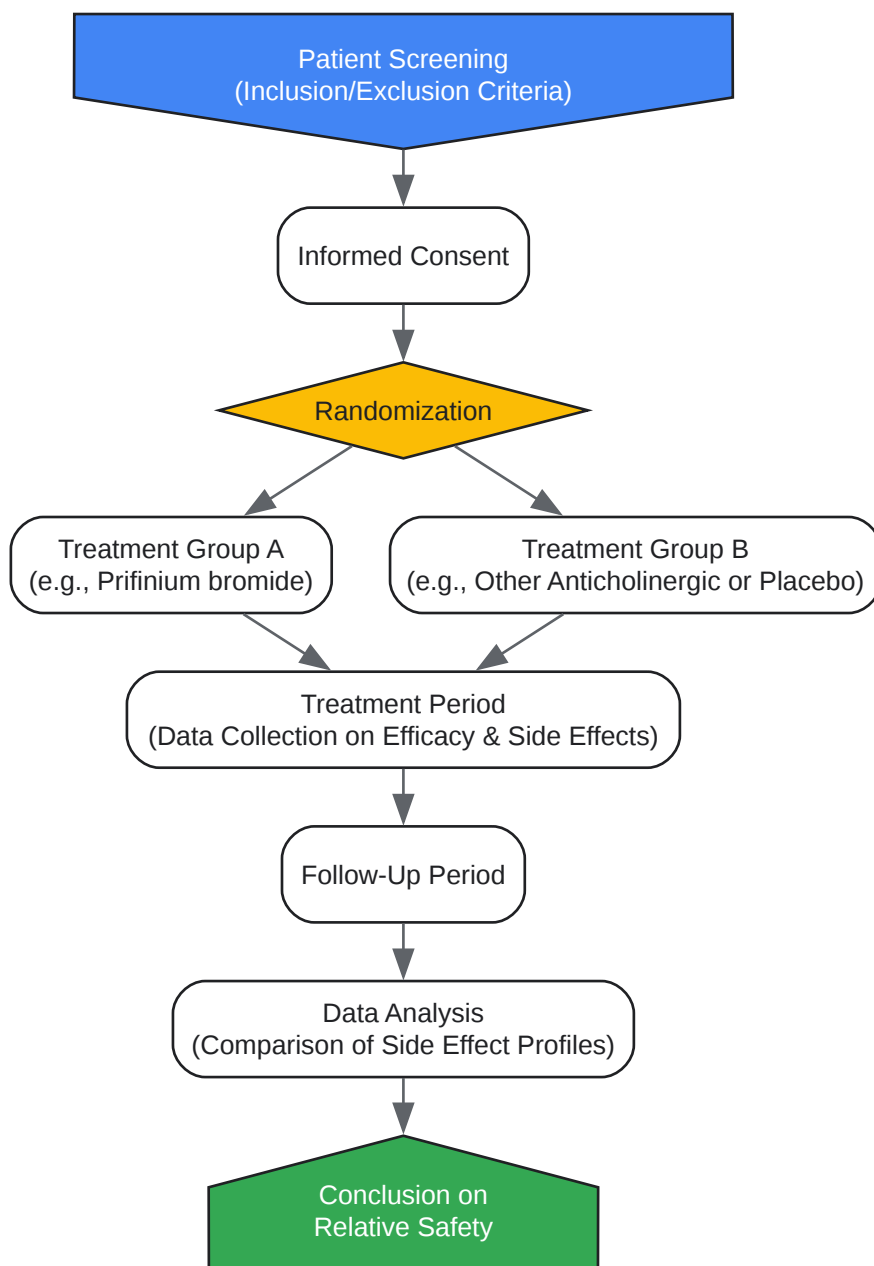 Patient Screening
(Inclusion/Exclusion Criteria)
Informed Consent
Randomization
Treatment Group A
(e.g., Prifinium bromide)
Treatment Group B
(e.g., Other Anticholinergic or Placebo)
Treatment Period
(Data Collection on Efficacy & Side Effects)
Follow-Up Period
Data Analysis
(Comparison of Side Effect Profiles)
Conclusion on
Relative Safety